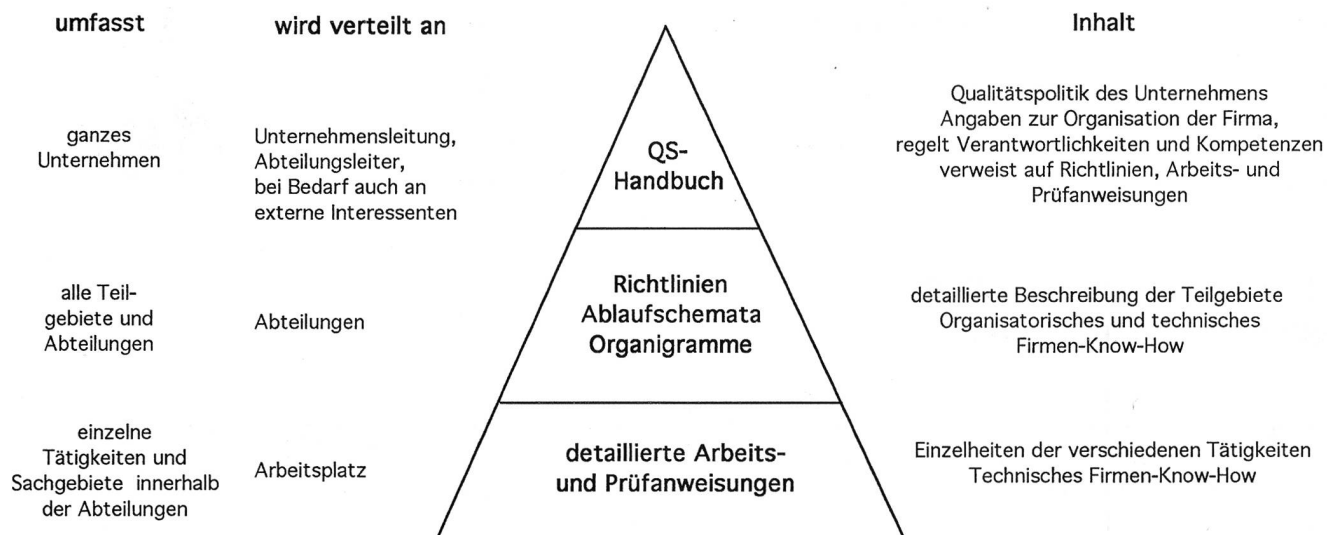 umfasst
wird verteilt an
Inhalt
ganzes
Unternehmen
Unternehmensleitung,
Abteilungsleiter,
bei Bedarf auch an
externe Interessenten
QS-
Handbuch
Qualitätspolitik des Unternehmens
Angaben zur Organisation der Firma,
regelt Verantwortlichkeiten und Kompetenzen
verweist auf Richtlinien, Arbeits- und
Prüfanweisungen
alle Teil-
gebiete und
Abteilungen
Abteilungen
Richtlinien
Ablaufschemata
Organigramme
detaillierte Beschreibung der Teilgebiete
Organisatorisches und technisches
Firmen-Know-How
einzelne
Tätigkeiten und
Sachgebiete innerhalb
der Abteilungen
Arbeitsplatz
detaillierte Arbeits-
und Prüfanweisungen
Einzelheiten der verschiedenen Tätigkeiten
Technisches Firmen-Know-How